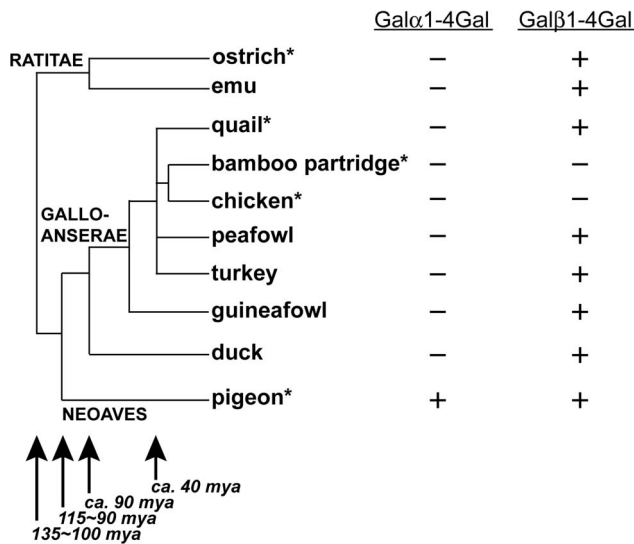 Galα1-4Gal Galβ1-4Gal
RATITAE
ostrich* − +
emu − +
quail* − +
bamboo partridge* − −
chicken* − −
GALLO-
ANSERAE
peafowl − +
turkey − +
guineafowl − +
duck − +
pigeon* + +
NEOAVES
ca. 40 mya
ca. 90 mya
115~90 mya
135~100 mya